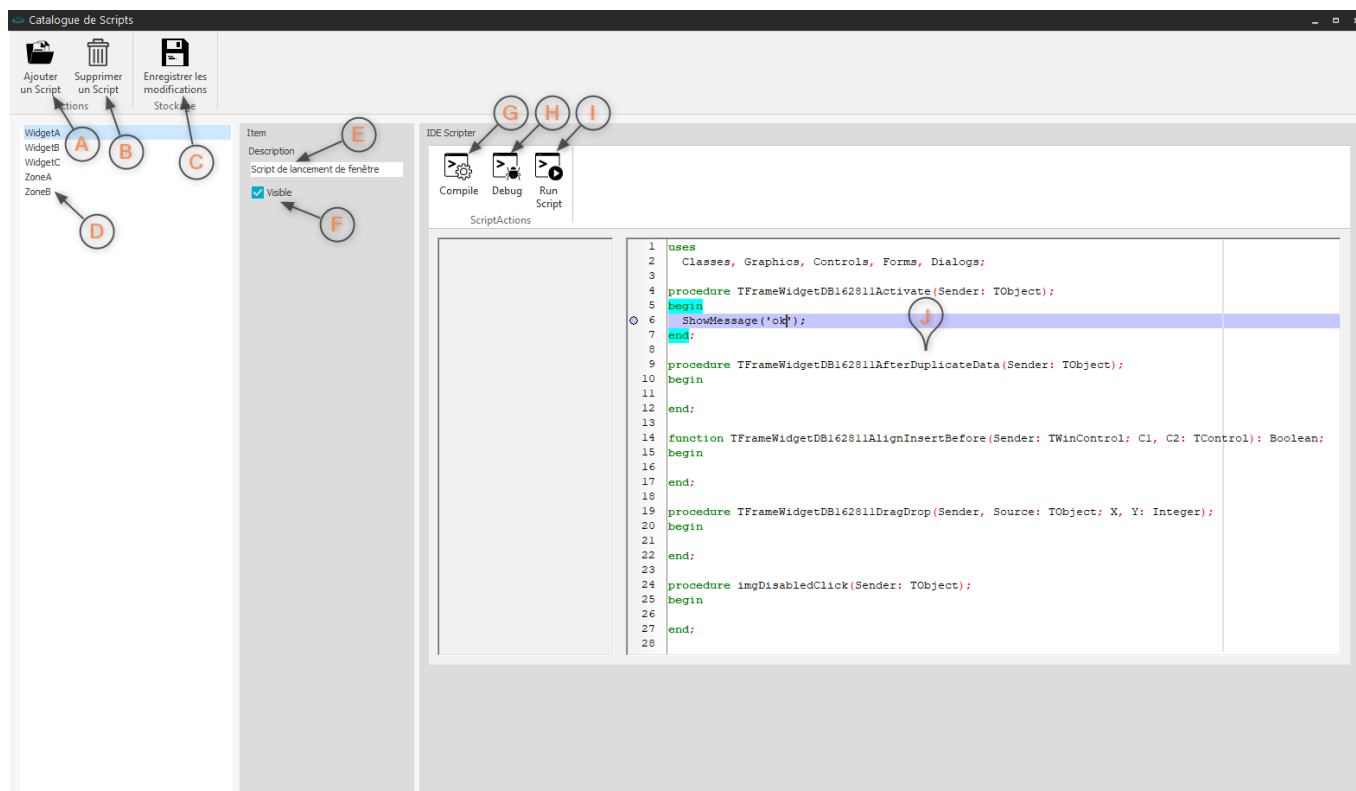 Catalogue de Scripts
Ajouter
un Script
Supprimer
un Script
Enregistrer les
modifications
Stockage
A
B
C
D
WidgetA
WidgetB
WidgetC
ZoneA
ZoneB
Item
E
Description
Script de lancement de fenêtre
Visible
F
G
H
I
IDE Scripter
Compile
Debug
Run
Script
ScriptActions
1 uses
2 Classes, Graphics, Controls, Forms, Dialogs;
3
4 procedure TFrameWidgetDB162811Activate(Sender: TObject);
5 begin
6 ShowMessage('ok');
7 end;
8
9 procedure TFrameWidgetDB162811AfterDuplicateData(Sender: TObject);
10 begin
11
12 end;
13
14 function TFrameWidgetDB162811AlignInsertBefore(Sender: TWinControl; C1, C2: TControl): Boolean;
15 begin
16
17 end;
18
19 procedure TFrameWidgetDB162811DragDrop(Sender, Source: TObject; X, Y: Integer);
20 begin
21
22 end;
23
24 procedure imgDisabledClick(Sender: TObject);
25 begin
26
27 end;
28
J